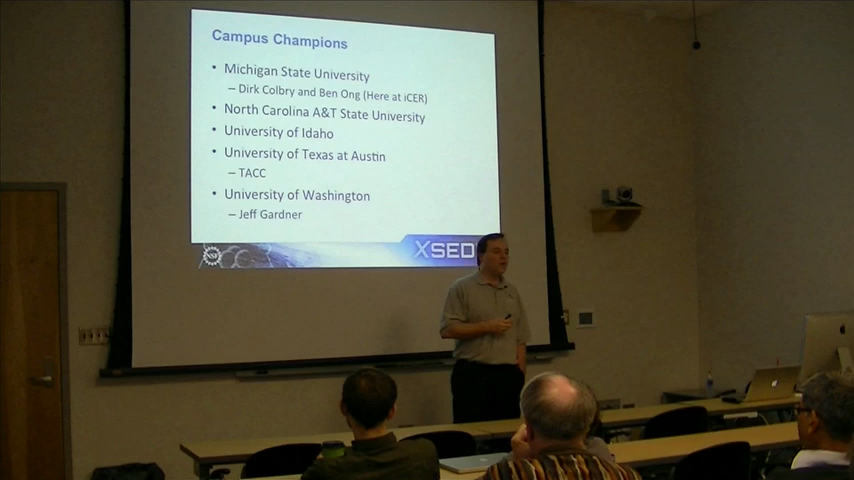 Campus Champions
• Michigan State University
– Dirk Colbry and Ben Ong (Here at iCER)
• North Carolina A&T State University
• University of Idaho
• University of Texas at Austin
– TACC
• University of Washington
– Jeff Gardner
NSF
XSED